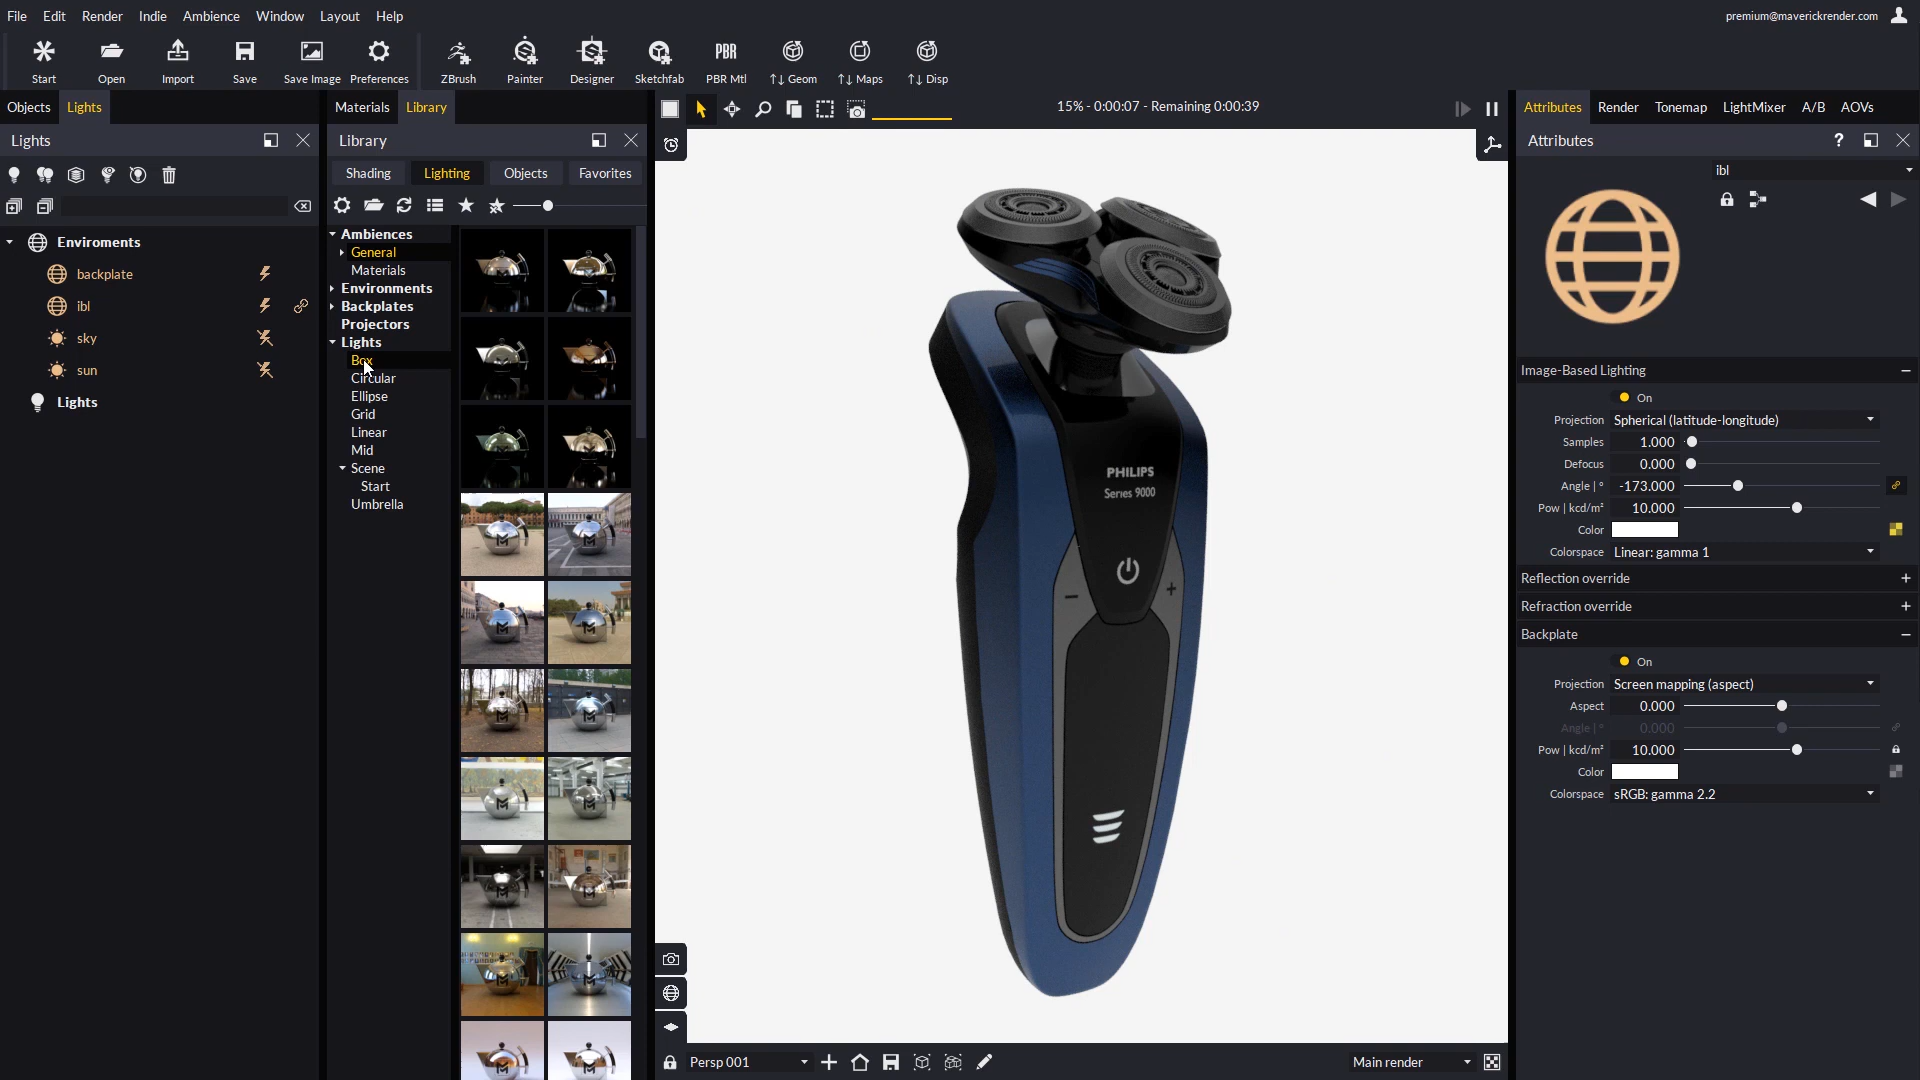 File Edit Render Indie Ambience Window Layout Help
premium@maverickrender.com
Start Open Import Save Save Image Preferences ZBrush Painter Designer Sketchfab PBR Mtl ↑↓ Geom ↑↓ Maps ↑↓ Disp
PBR
Objects Lights
Lights
Enviroments
backplate
ibl
sky
sun
Lights
Materials Library
Library
Shading Lighting Objects Favorites
Ambiences
General
Materials
Environments
Backplates
Projectors
Lights
Box
Circular
Ellipse
Grid
Linear
Mid
Scene
Start
Umbrella
15% - 0:00:07 - Remaining 0:00:39
PHILIPS
Series 9000
Persp 001
Main render
Attributes Render Tonemap LightMixer A/B AOVs
Attributes ?
ibl
Image-Based Lighting
On
Projection Spherical (latitude-longitude)
Samples 1.000
Defocus 0.000
Angle | ° -173.000
Pow | kcd/m² 10.000
Color
Colorspace Linear: gamma 1
Reflection override
Refraction override
Backplate
On
Projection Screen mapping (aspect)
Aspect 0.000
Angle | ° 0.000
Pow | kcd/m² 10.000
Color
Colorspace sRGB: gamma 2.2